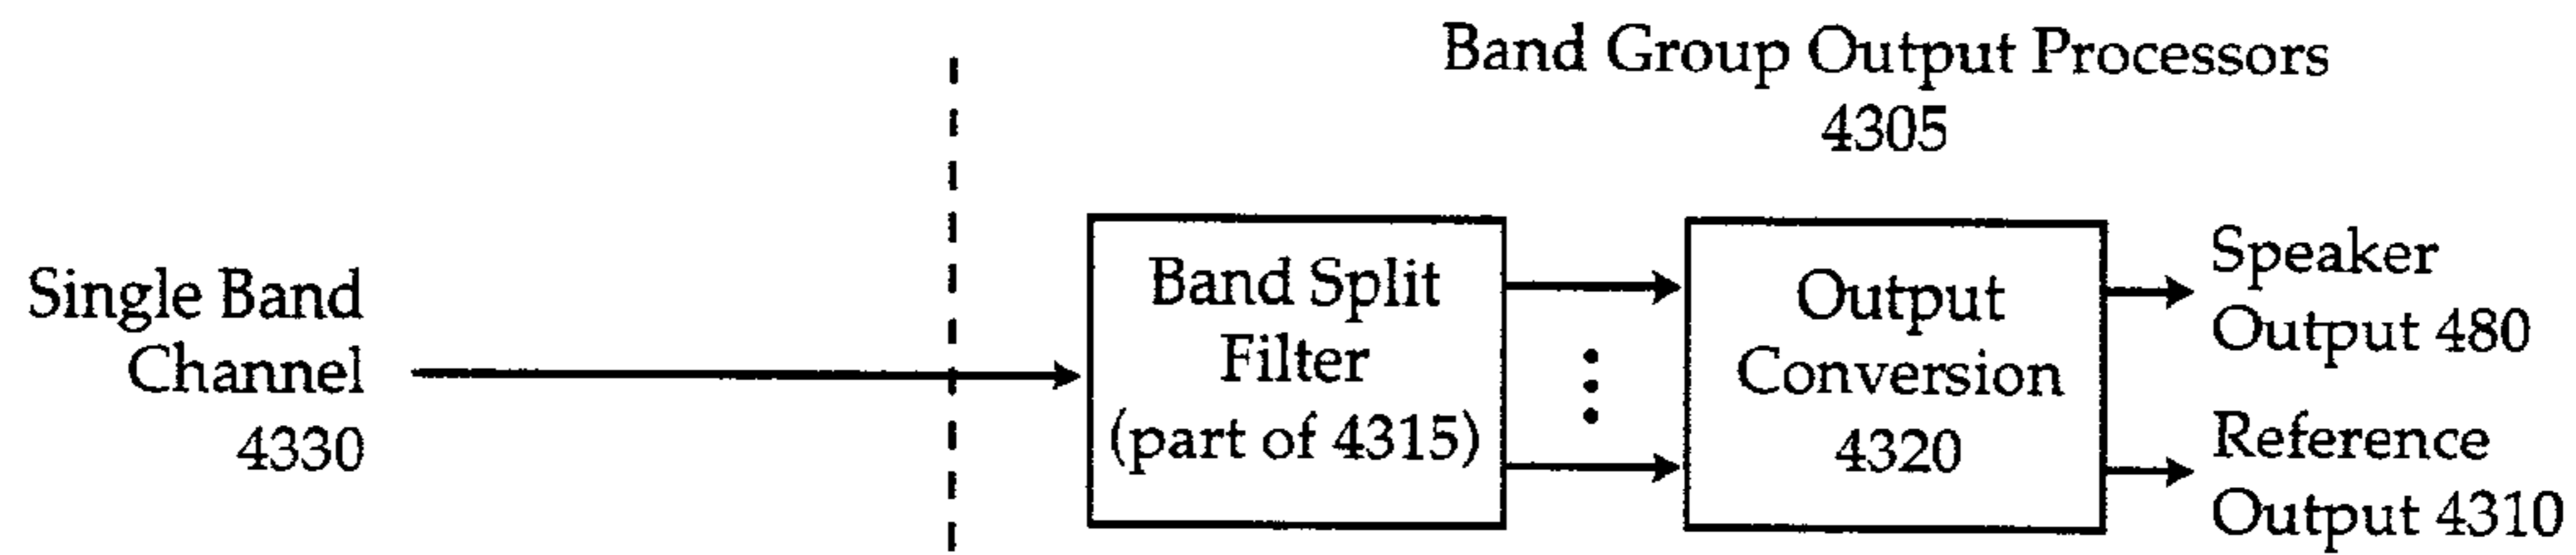 Band Group Output Processors
4305
Single Band
Channel
4330
Band Split
Filter
(part of 4315)
Output
Conversion
4320
Speaker
Output 480
Reference
Output 4310